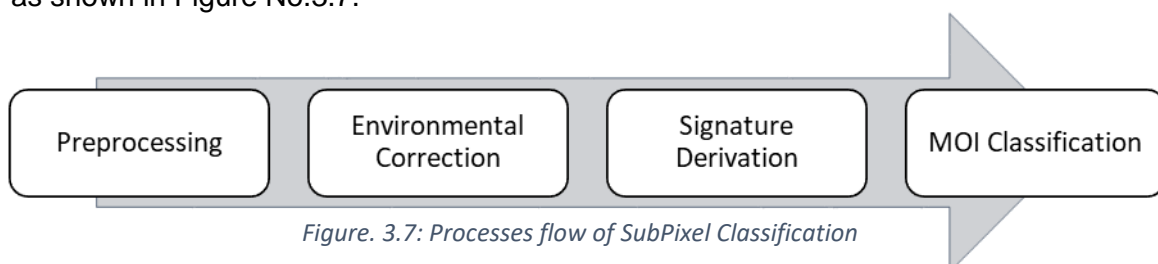 as shown in Figure No.3.7.
Preprocessing
Environmental
Correction
Signature
Derivation
MOI Classification
Figure. 3.7: Processes flow of SubPixel Classification